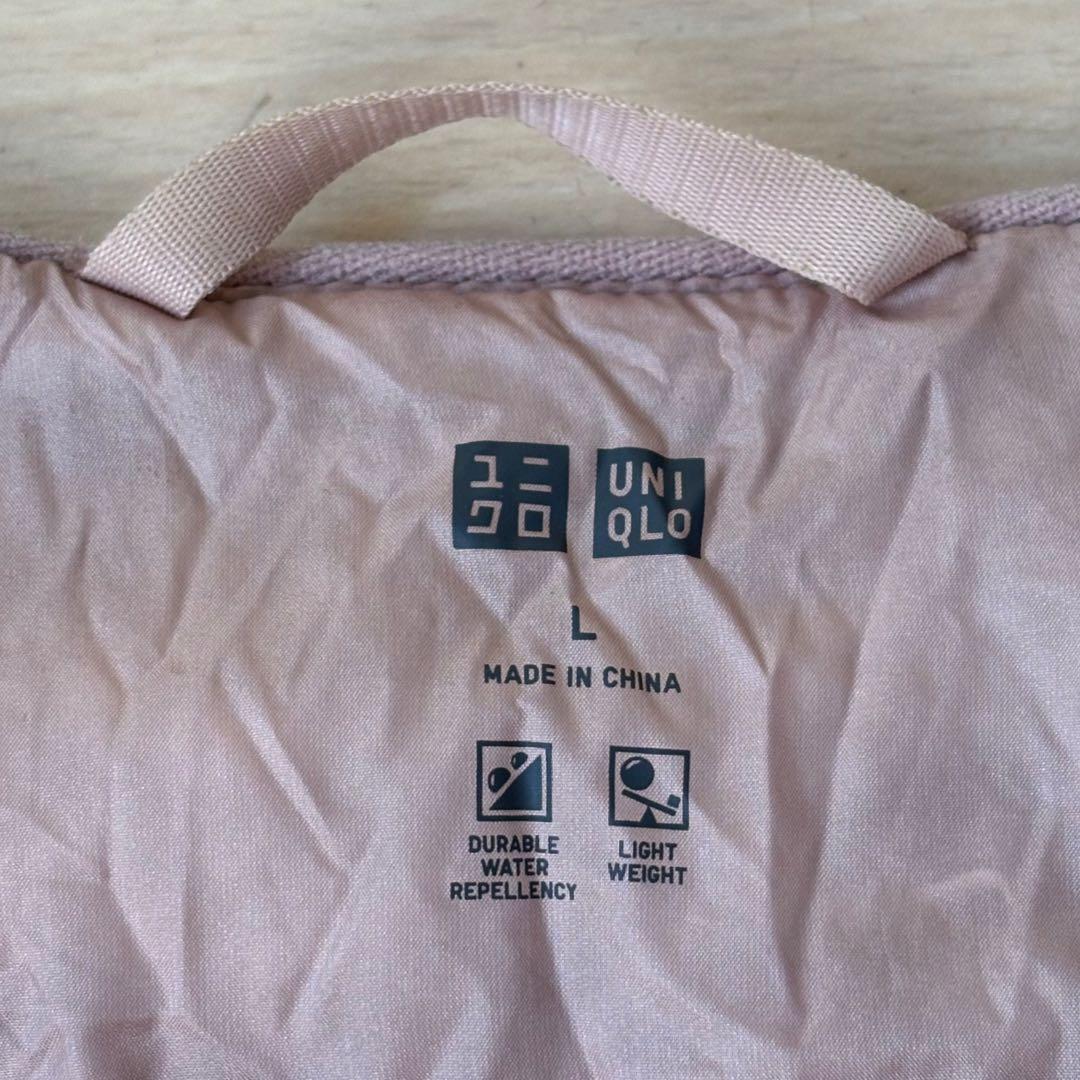 ユニ
クロ
UNI
QLO
L
MADE IN CHINA
DURABLE
WATER
REPELLENCY
LIGHT
WEIGHT